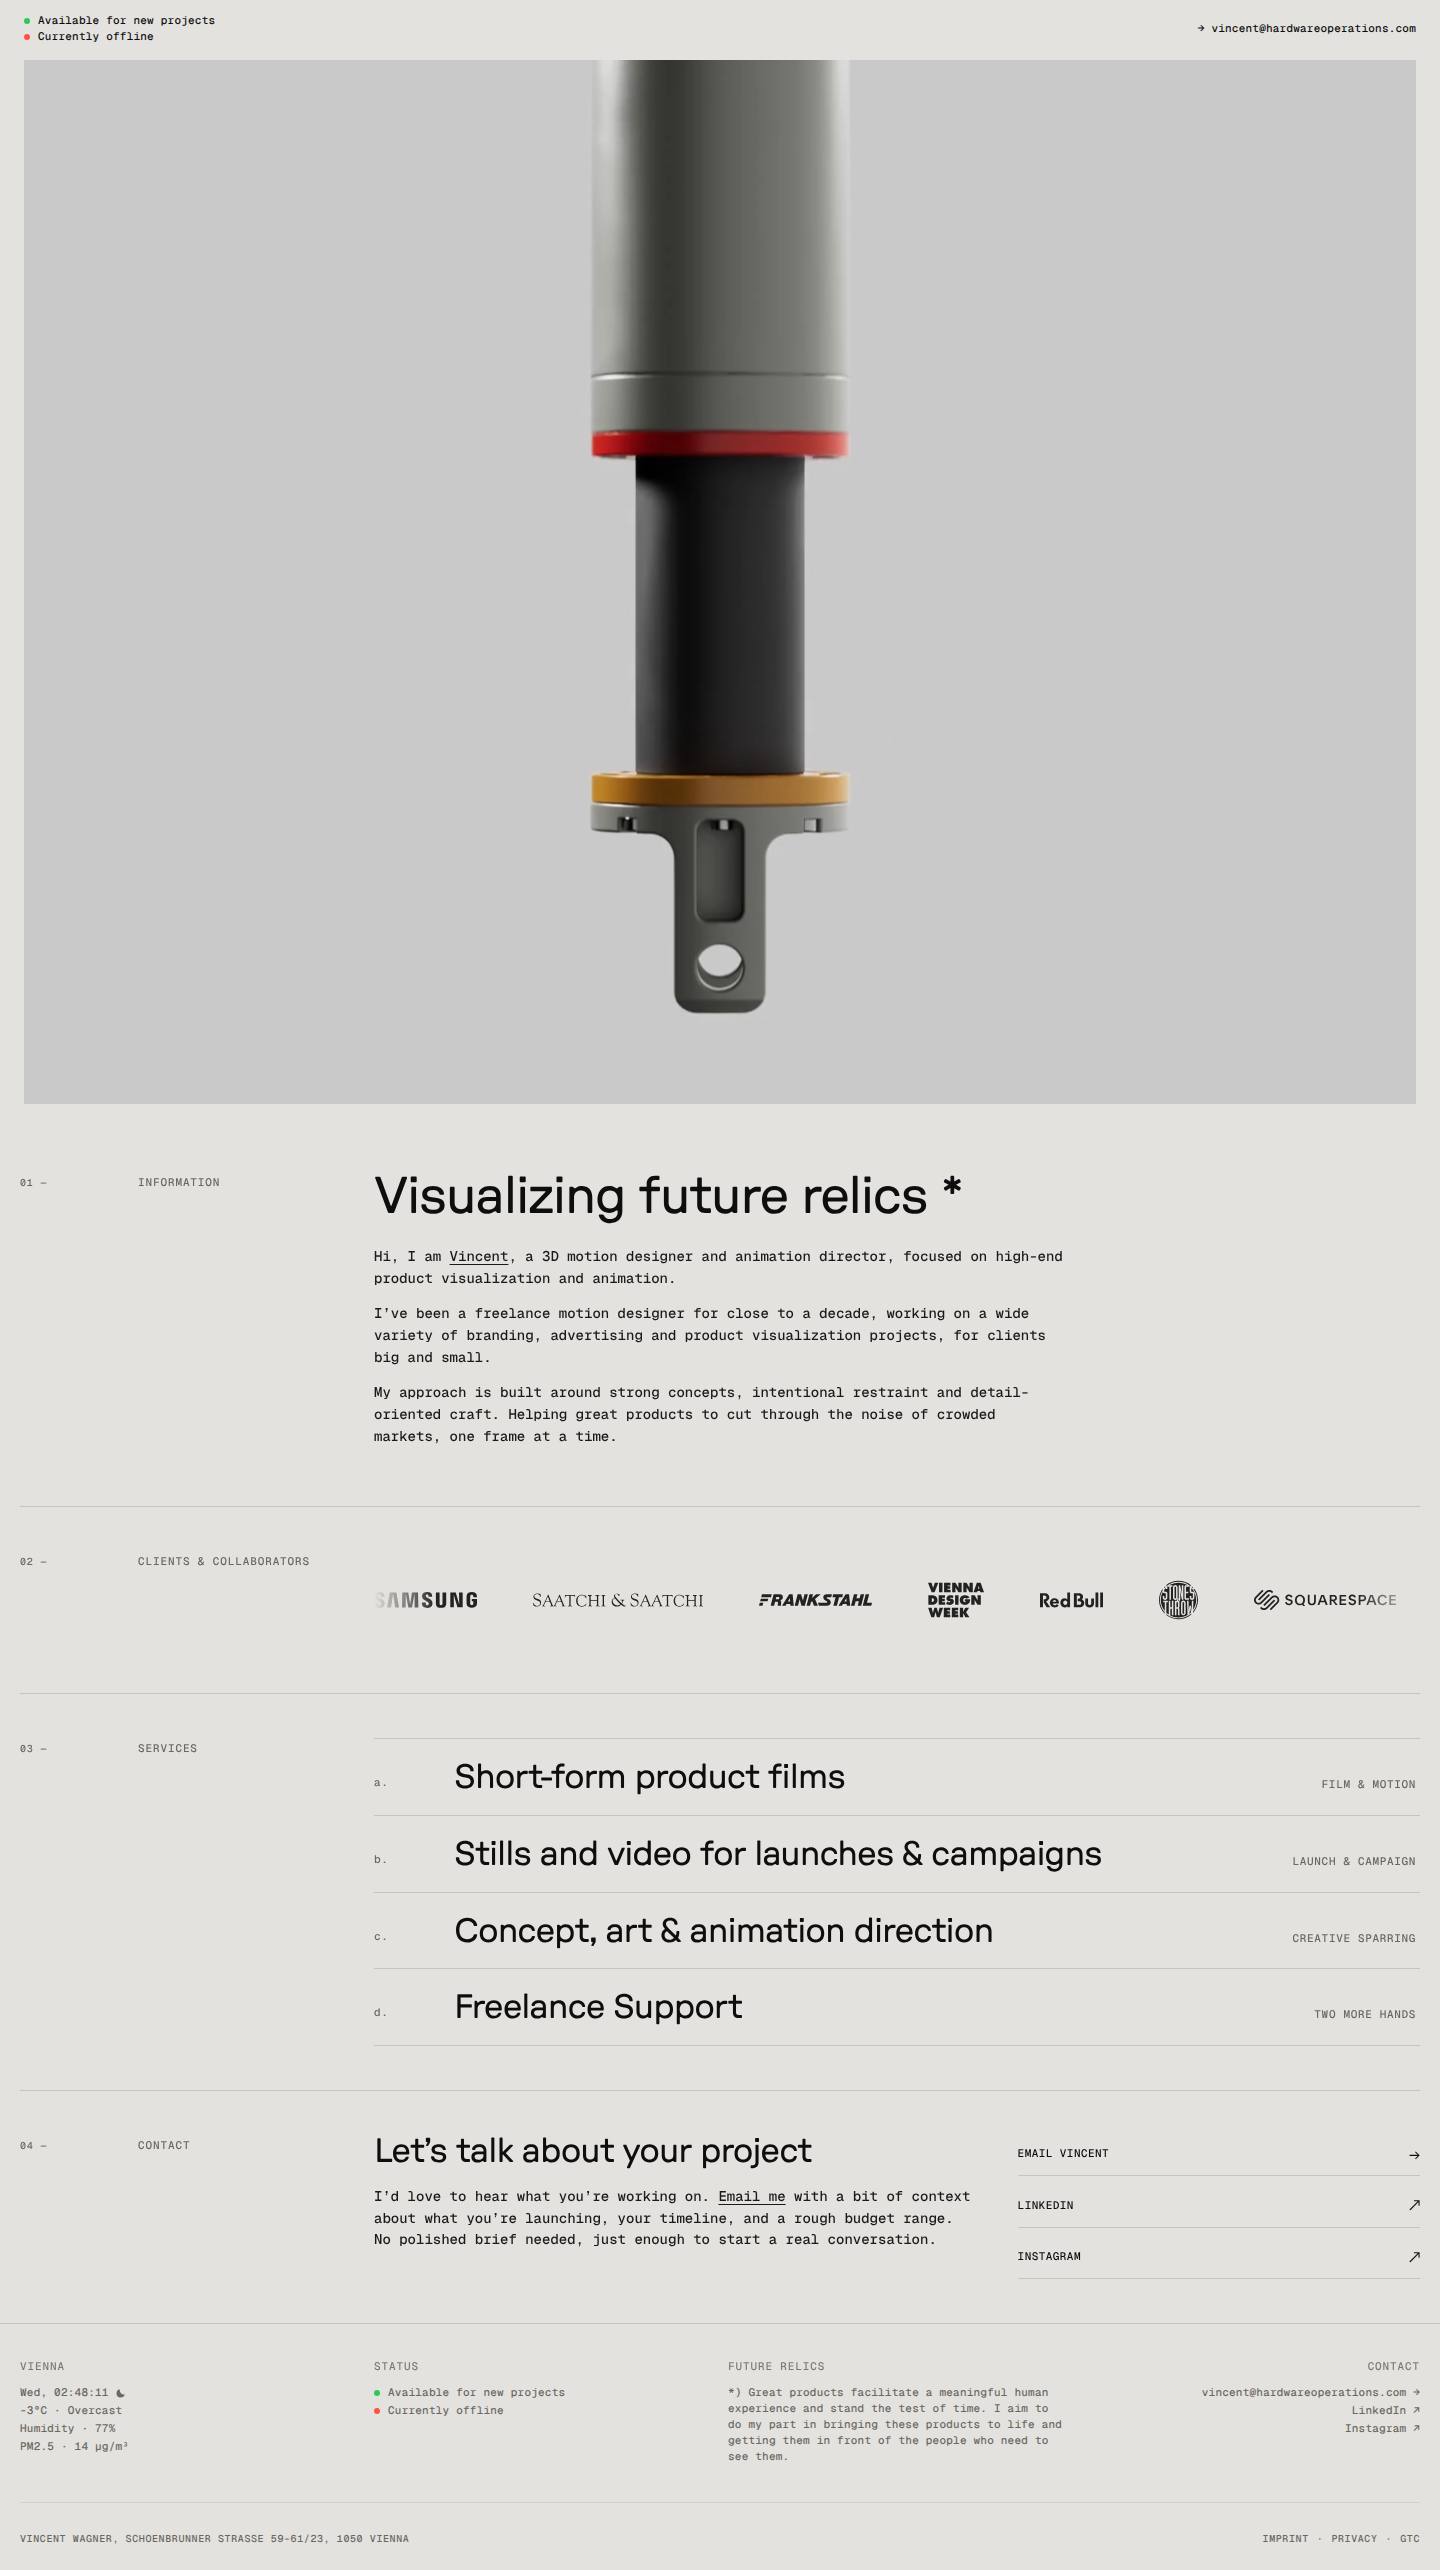 Available for new projects
Currently offline
→ vincent@hardwareoperations.com
01 —
INFORMATION
Visualizing future relics *
Hi, I am Vincent, a 3D motion designer and animation director, focused on high-end
product visualization and animation.
I’ve been a freelance motion designer for close to a decade, working on a wide
variety of branding, advertising and product visualization projects, for clients
big and small.
My approach is built around strong concepts, intentional restraint and detail-
oriented craft. Helping great products to cut through the noise of crowded
markets, one frame at a time.
02 —
CLIENTS & COLLABORATORS
SAMSUNG
SAATCHI & SAATCHI
FRANKSTAHL
VIENNA
DESIGN
WEEK
Red Bull
STONES
THROW
SQUARESPACE
03 —
SERVICES
a.
Short-form product films
FILM & MOTION
b.
Stills and video for launches & campaigns
LAUNCH & CAMPAIGN
c.
Concept, art & animation direction
CREATIVE SPARRING
d.
Freelance Support
TWO MORE HANDS
04 —
CONTACT
Let’s talk about your project
I’d love to hear what you’re working on. Email me with a bit of context
about what you’re launching, your timeline, and a rough budget range.
No polished brief needed, just enough to start a real conversation.
EMAIL VINCENT →
LINKEDIN ↗
INSTAGRAM ↗
VIENNA
Wed, 02:48:11
-3°C · Overcast
Humidity · 77%
PM2.5 · 14 µg/m³
STATUS
Available for new projects
Currently offline
FUTURE RELICS
*) Great products facilitate a meaningful human
experience and stand the test of time. I aim to
do my part in bringing these products to life and
getting them in front of the people who need to
see them.
CONTACT
vincent@hardwareoperations.com →
LinkedIn ↗
Instagram ↗
VINCENT WAGNER, SCHOENBRUNNER STRASSE 59-61/23, 1050 VIENNA
IMPRINT · PRIVACY · GTC